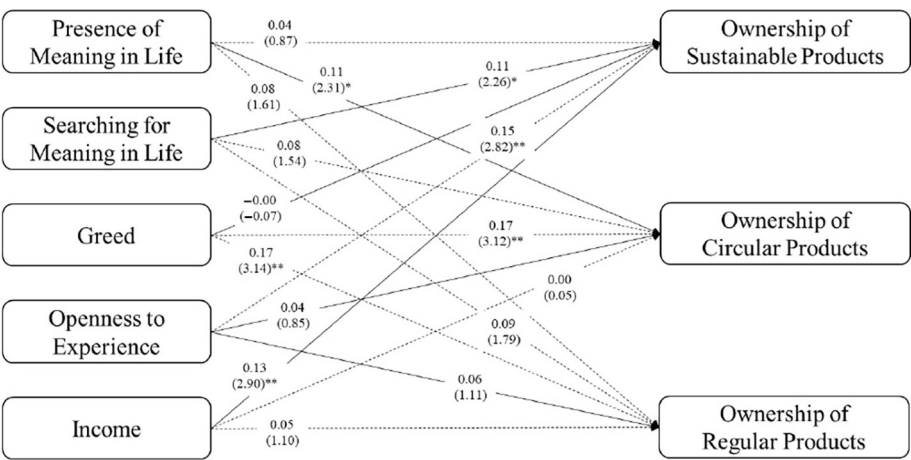 Presence of
Meaning in Life
Searching for
Meaning in Life
Greed
Openness to
Experience
Income
0.04
(0.87)
0.11
(2.31)*
0.08
(1.61)
0.11
(2.26)*
0.15
(2.82)**
0.08
(1.54)
−0.00
(−0.07)
0.17
(3.12)**
0.17
(3.14)**
0.00
(0.05)
0.04
(0.85)
0.09
(1.79)
0.13
(2.90)**
0.06
(1.11)
0.05
(1.10)
Ownership of
Sustainable Products
Ownership of
Circular Products
Ownership of
Regular Products